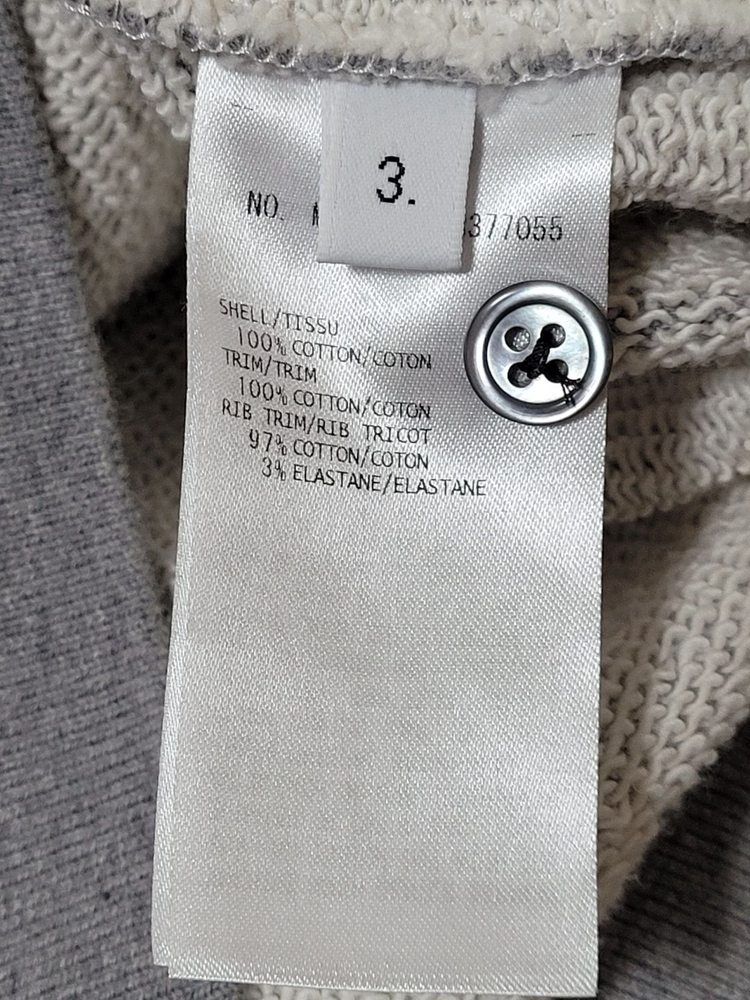 3.
NO. 377055
SHELL/TISSU
100% COTTON/COTON
TRIM/TRIM
100% COTTON/COTON
RIB TRIM/RIB TRICOT
97% COTTON/COTON
3% ELASTANE/ELASTANE